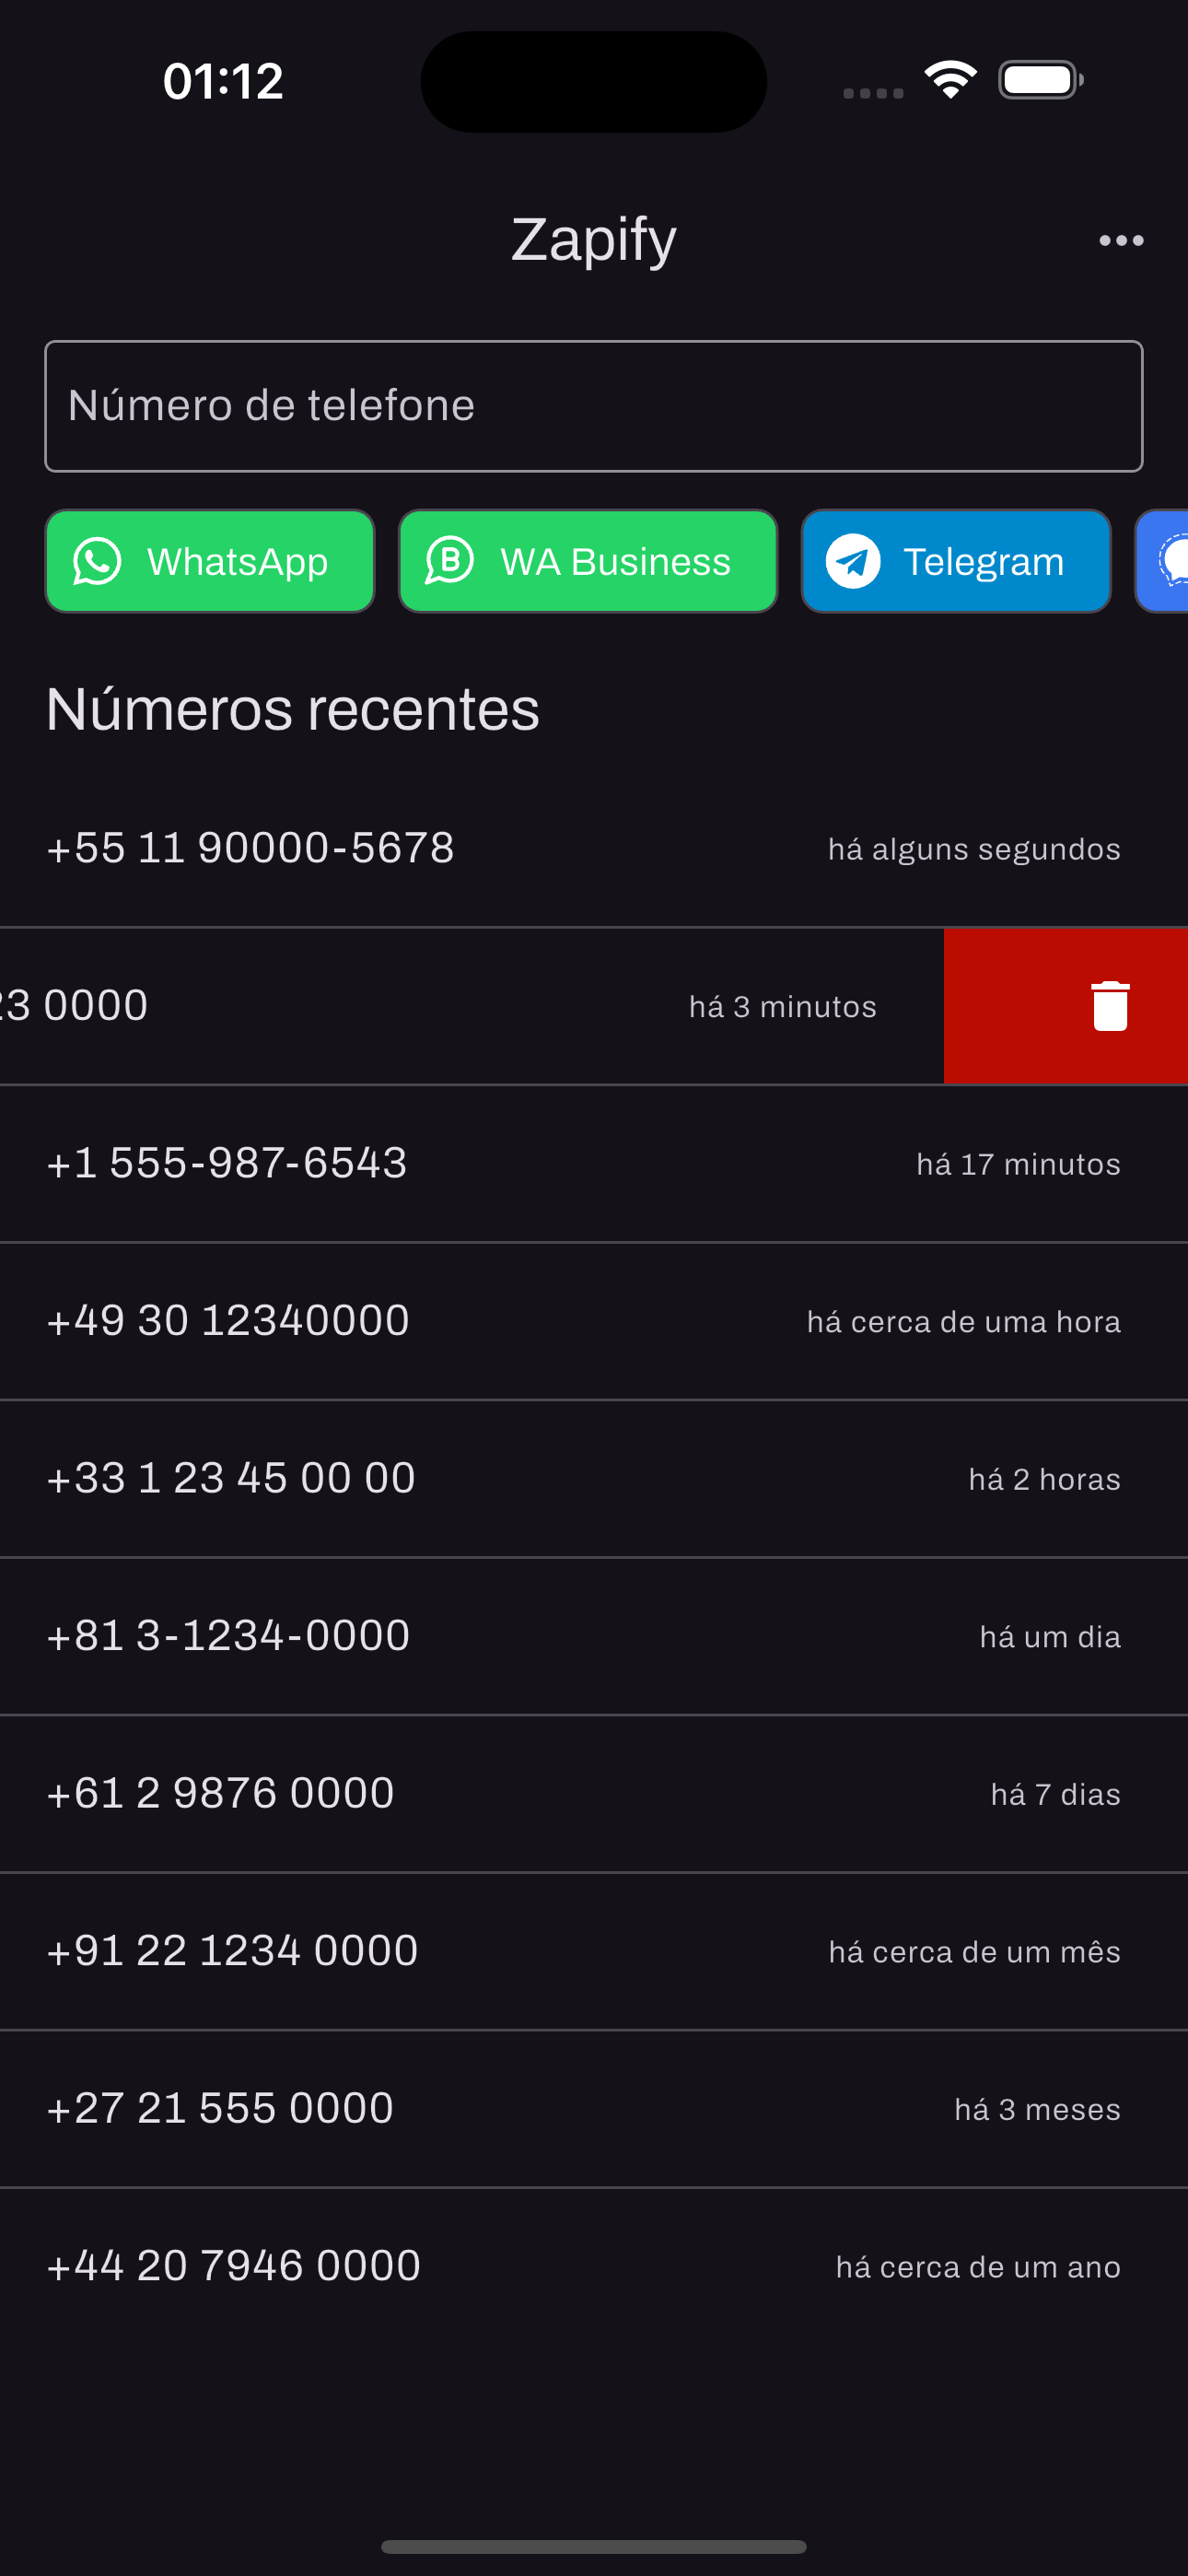 01:12
Zapify
Número de telefone
WhatsApp
WA Business
Telegram
Números recentes
+55 11 90000-5678 há alguns segundos
23 0000 há 3 minutos
+1 555-987-6543 há 17 minutos
+49 30 12340000 há cerca de uma hora
+33 1 23 45 00 00 há 2 horas
+81 3-1234-0000 há um dia
+61 2 9876 0000 há 7 dias
+91 22 1234 0000 há cerca de um mês
+27 21 555 0000 há 3 meses
+44 20 7946 0000 há cerca de um ano